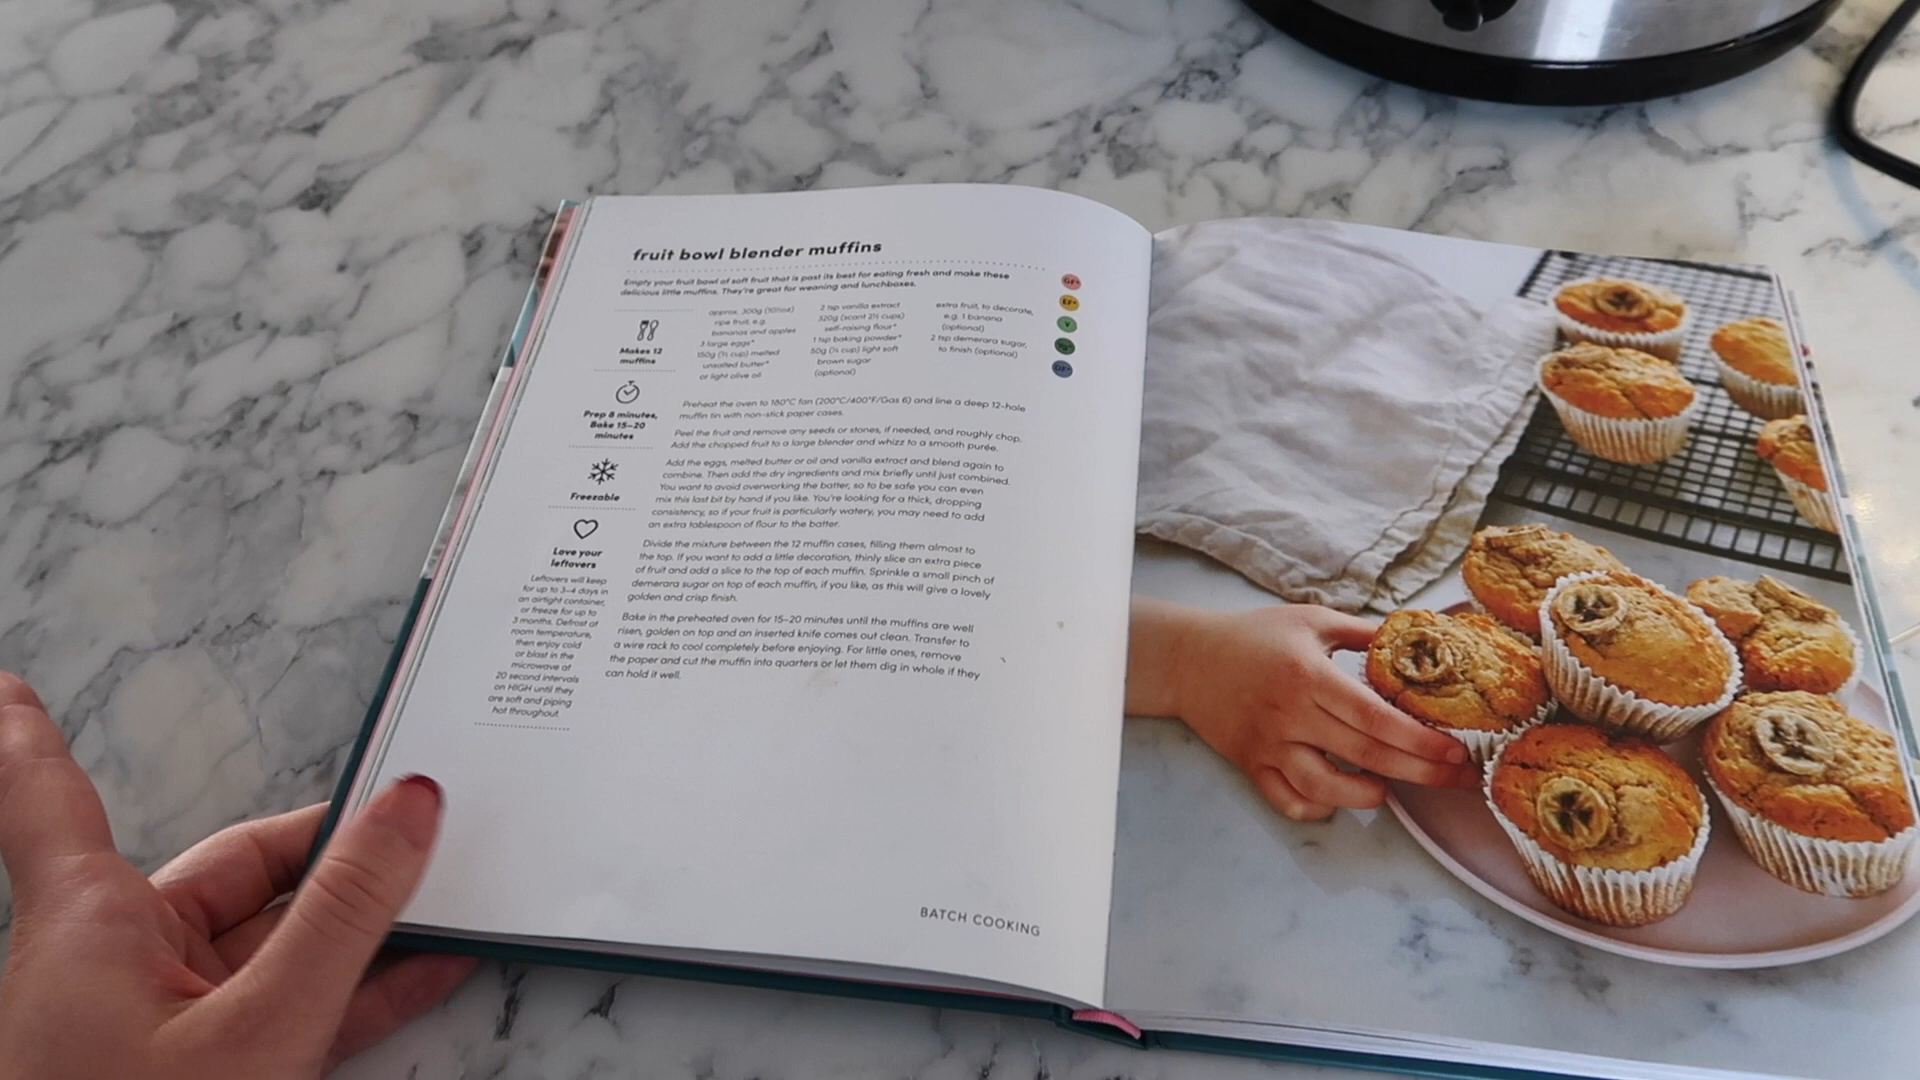 fruit bowl blender muffins
Empty your fruit bowl of soft fruit that is past its best for eating fresh and make these
delicious little muffins. They're great for weaning and lunchboxes.
Makes 12
muffins
Prep 8 minutes,
Bake 15–20
minutes
Freezable
Love your
leftovers
Leftovers will keep
for up to 3–4 days in
an airtight container,
or freeze for up to
3 months. Defrost at
room temperature,
then enjoy cold
or blast in the
microwave at
20 second intervals
on HIGH until they
are soft and piping
hot throughout.
approx. 300g (10½oz)
ripe fruit, e.g.
bananas and apples
3 large eggs*
150g (⅔ cup) melted
unsalted butter*
or light olive oil
2 tsp vanilla extract
320g (scant 2½ cups)
self-raising flour*
1 tsp baking powder*
50g (¼ cup) light soft
brown sugar
(optional)
extra fruit, to decorate,
e.g. 1 banana
(optional)
2 tsp demerara sugar,
to finish (optional)
GF*
EF*
V
DF*
Preheat the oven to 180°C fan (200°C/400°F/Gas 6) and line a deep 12-hole
muffin tin with non-stick paper cases.
Peel the fruit and remove any seeds or stones, if needed, and roughly chop.
Add the chopped fruit to a large blender and whizz to a smooth purée.
Add the eggs, melted butter or oil and vanilla extract and blend again to
combine. Then add the dry ingredients and mix briefly until just combined.
You want to avoid overworking the batter, so to be safe you can even
mix this last bit by hand if you like. You're looking for a thick, dropping
consistency, so if your fruit is particularly watery, you may need to add
an extra tablespoon of flour to the batter.
Divide the mixture between the 12 muffin cases, filling them almost to
the top. If you want to add a little decoration, thinly slice an extra piece
of fruit and add a slice to the top of each muffin. Sprinkle a small pinch of
demerara sugar on top of each muffin, if you like, as this will give a lovely
golden and crisp finish.
Bake in the preheated oven for 15–20 minutes until the muffins are well
risen, golden on top and an inserted knife comes out clean. Transfer to
a wire rack to cool completely before enjoying. For little ones, remove
the paper and cut the muffin into quarters or let them dig in whole if they
can hold it well.
BATCH COOKING